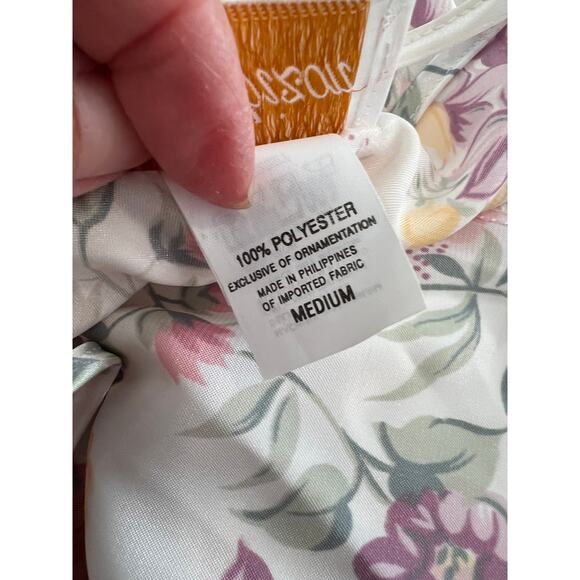 100% POLYESTER
EXCLUSIVE OF ORNAMENTATION
MADE IN PHILIPPINES
OF IMPORTED FABRIC
MEDIUM